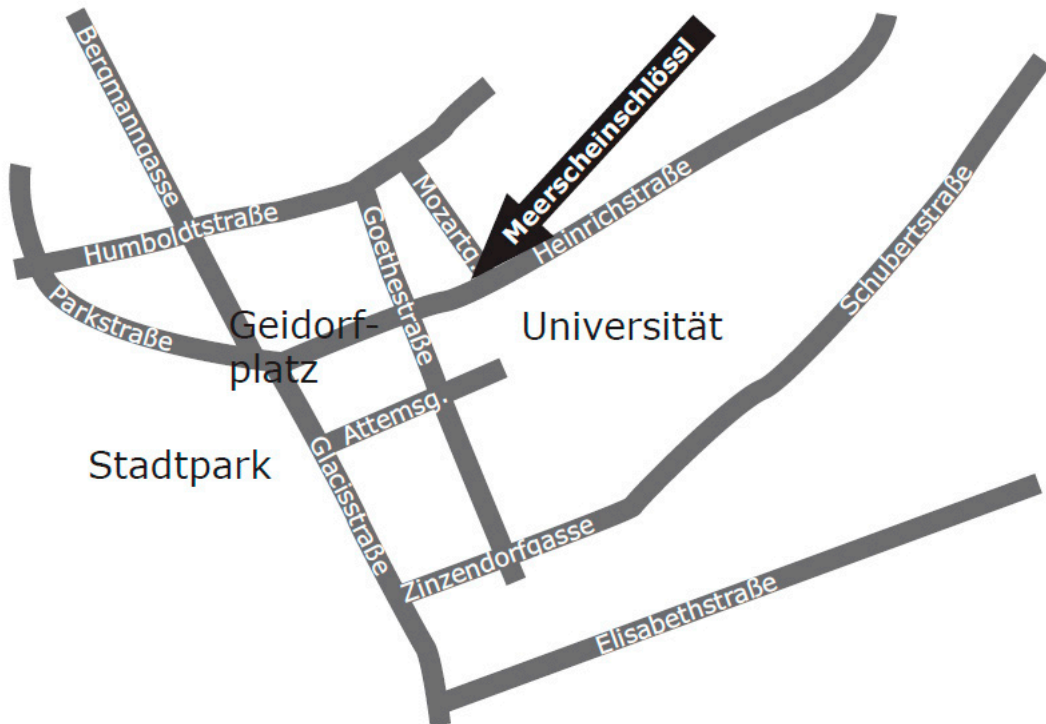 Bergmanngasse
Meerscheinschlössl
Mozartg.
Humboldtstraße
Goethestraße
Heinrichstraße
Schubertstraße
Parkstraße
Geidorf-
platz
Universität
Attemsg.
Stadtpark
Glacisstraße
Zinzendorfgasse
Elisabethstraße